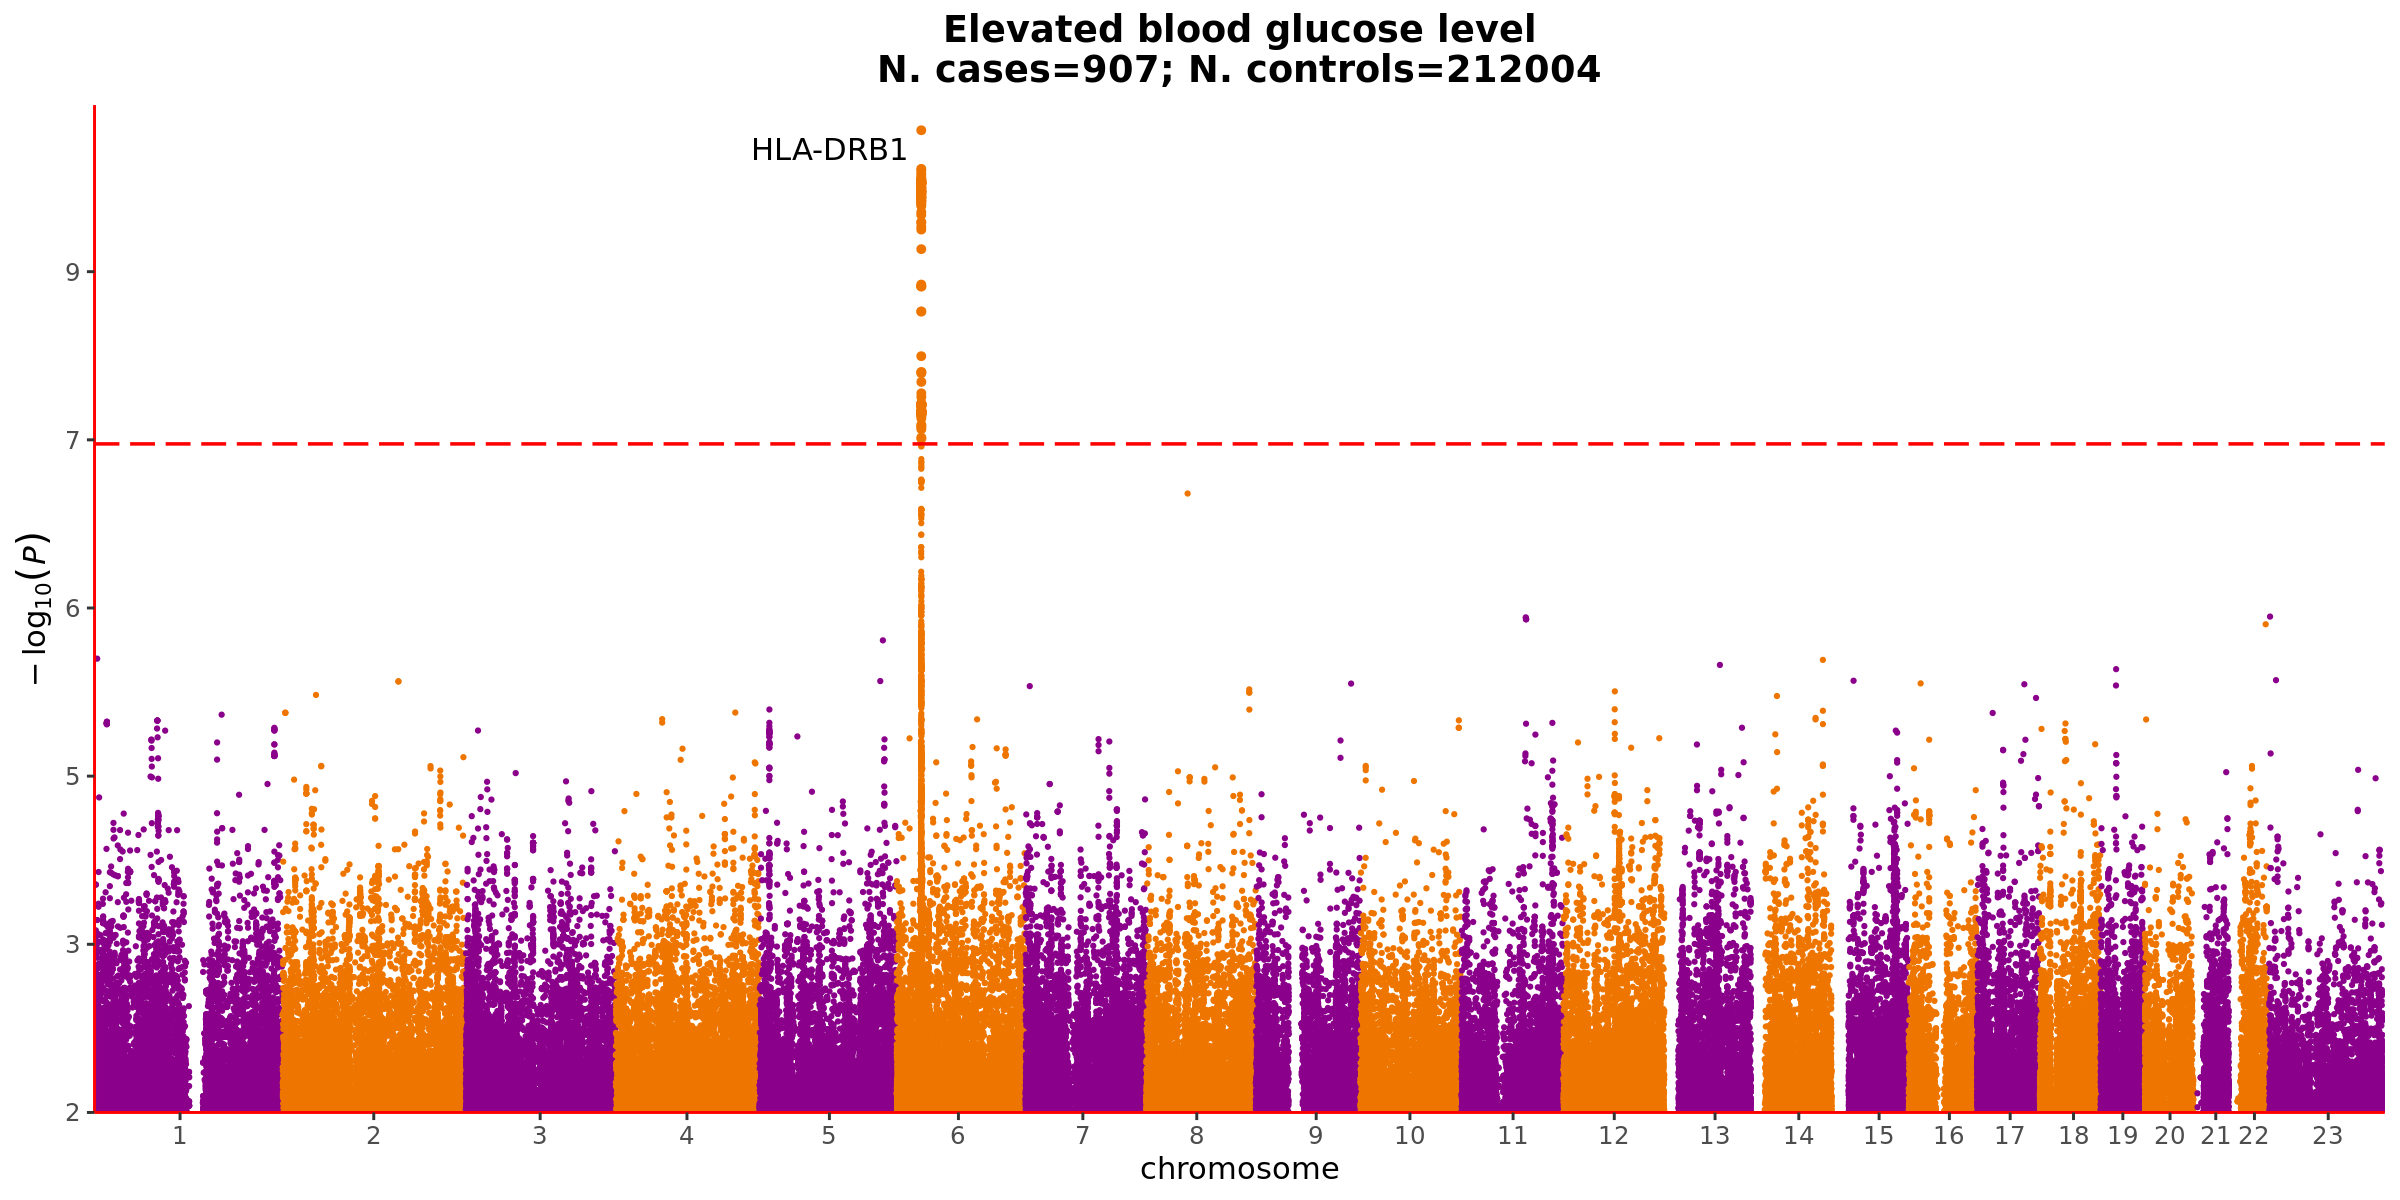 Elevated blood glucose level
N. cases=907; N. controls=212004
HLA-DRB1
9
7
6
5
3
2
−log10(P)
1 2 3 4 5 6 7 8 9 10 11 12 13 14 15 16 17 18 19 20 21 22 23
chromosome